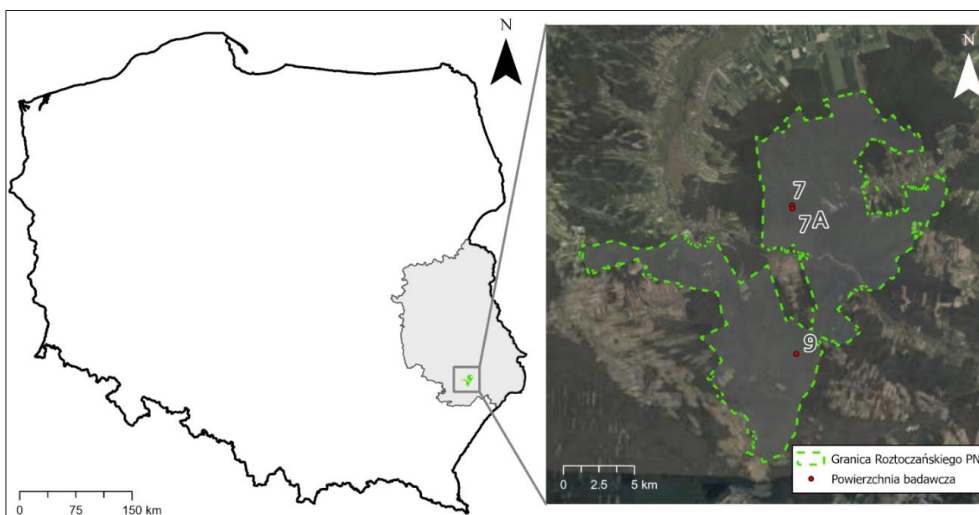 N
0 75 150 km
N
7
7A
9
0 2.5 5 km
Granica Roztoczańskiego PN
Powierzchnia badawcza